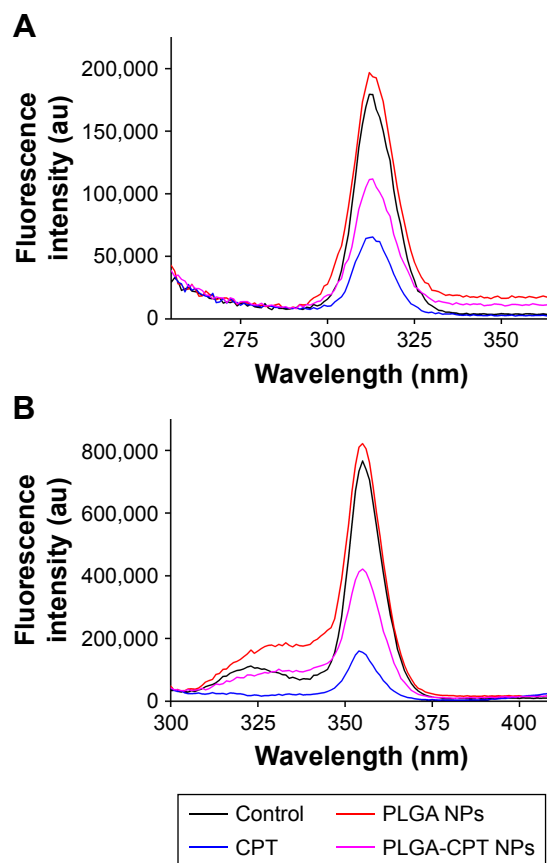 A
Fluorescence
intensity (au)
200,000
150,000
100,000
50,000
0
275
300
325
350
Wavelength (nm)
B
Fluorescence
intensity (au)
800,000
600,000
400,000
200,000
0
300
325
350
375
400
Wavelength (nm)
Control
PLGA NPs
CPT
PLGA-CPT NPs